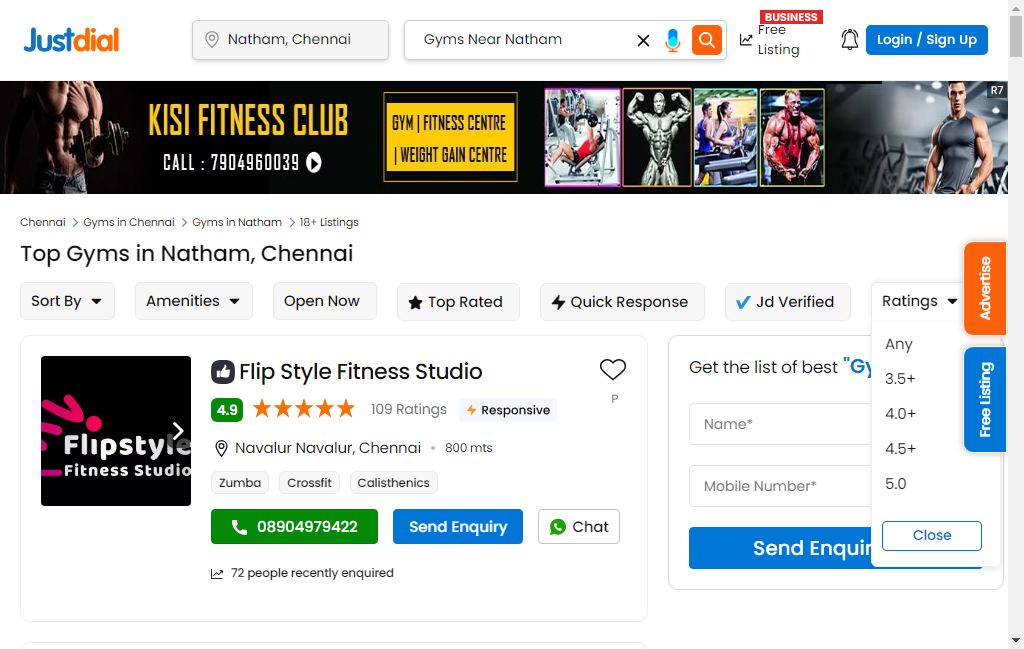 Justdial
Natham, Chennai
Gyms Near Natham
BUSINESS
Free
Listing
Login / Sign Up
KISI FITNESS CLUB
CALL : 7904960039
GYM | FITNESS CENTRE
| WEIGHT GAIN CENTRE
R7
Chennai > Gyms in Chennai > Gyms in Natham > 18+ Listings
Top Gyms in Natham, Chennai
Sort By
Amenities
Open Now
Top Rated
Quick Response
Jd Verified
Ratings
Any
3.5+
4.0+
4.5+
5.0
Close
Advertise
Free Listing
Flipstyle
Fitness Studio
Flip Style Fitness Studio
P
4.9
109 Ratings
Responsive
Navalur Navalur, Chennai • 800 mts
Zumba
Crossfit
Calisthenics
08904979422
Send Enquiry
Chat
72 people recently enquired
Get the list of best "Gy
Name*
Mobile Number*
Send Enquir